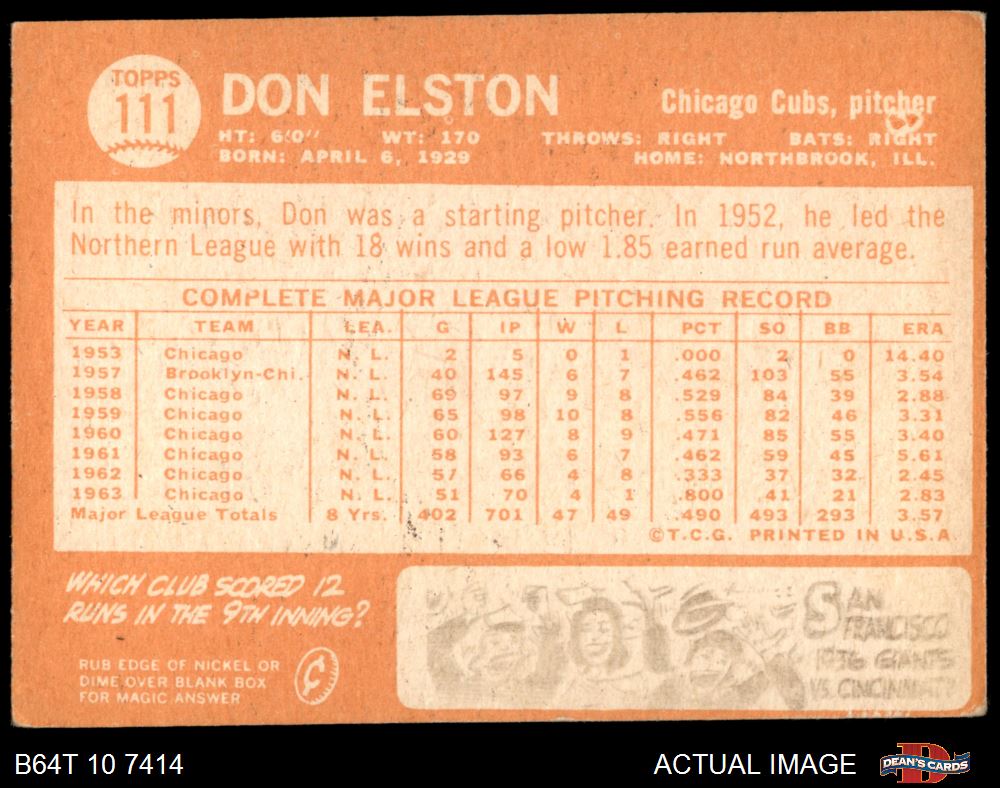 TOPPS
111
DON ELSTON
Chicago Cubs, pitcher
HT: 6'0" WT: 170 THROWS: RIGHT BATS: RIGHT
BORN: APRIL 6, 1929 HOME: NORTHBROOK, ILL.
In the minors, Don was a starting pitcher. In 1952, he led the
Northern League with 18 wins and a low 1.85 earned run average.
COMPLETE MAJOR LEAGUE PITCHING RECORD
YEAR TEAM LEA. G IP W L PCT SO BB ERA
1953 Chicago N. L. 2 5 0 1 .000 2 0 14.40
1957 Brooklyn-Chi. N. L. 40 145 6 7 .462 103 55 3.54
1958 Chicago N. L. 69 97 9 8 .529 84 39 2.88
1959 Chicago N. L. 65 98 10 8 .556 82 46 3.31
1960 Chicago N. L. 60 127 8 9 .471 85 55 3.40
1961 Chicago N. L. 58 93 6 7 .462 59 45 5.61
1962 Chicago N. L. 57 66 4 8 .333 37 32 2.45
1963 Chicago N. L. 51 70 4 1 .800 41 21 2.83
Major League Totals 8 Yrs. 402 701 47 49 .490 493 293 3.57
©T.C.G. PRINTED IN U.S.A.
WHICH CLUB SCORED 12
RUNS IN THE 9TH INNING?
RUB EDGE OF NICKEL OR
DIME OVER BLANK BOX
FOR MAGIC ANSWER
SAN
FRANCISCO
GIANTS
VS. CINCINNATI
B64T 10 7414
ACTUAL IMAGE
DEAN'S CARDS